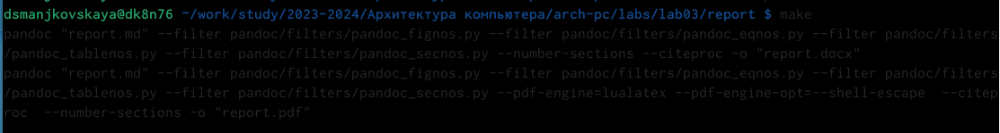 dsmanjkovskaya@dk8n76 ~/work/study/2023-2024/Архитектура компьютера/arch-pc/labs/lab03/report $ make
pandoc "report.md" --filter pandoc/filters/pandoc_fignos.py --filter pandoc/filters/pandoc_eqnos.py --filter pandoc/filters
/pandoc_tablenos.py --filter pandoc/filters/pandoc_secnos.py --number-sections --citeproc -o "report.docx"
pandoc "report.md" --filter pandoc/filters/pandoc_fignos.py --filter pandoc/filters/pandoc_eqnos.py --filter pandoc/filters
/pandoc_tablenos.py --filter pandoc/filters/pandoc_secnos.py --pdf-engine=lualatex --pdf-engine-opt=--shell-escape  --citep
roc  --number-sections -o "report.pdf"